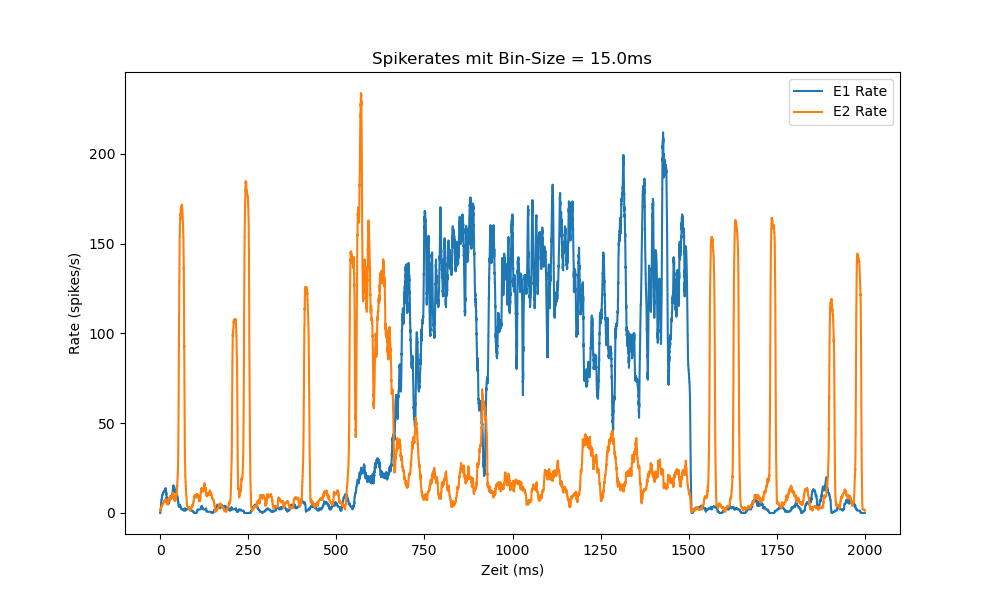 Spikerates mit Bin-Size = 15.0ms
E1 Rate
E2 Rate
Rate (spikes/s)
200
150
100
50
0
0 250 500 750 1000 1250 1500 1750 2000
Zeit (ms)